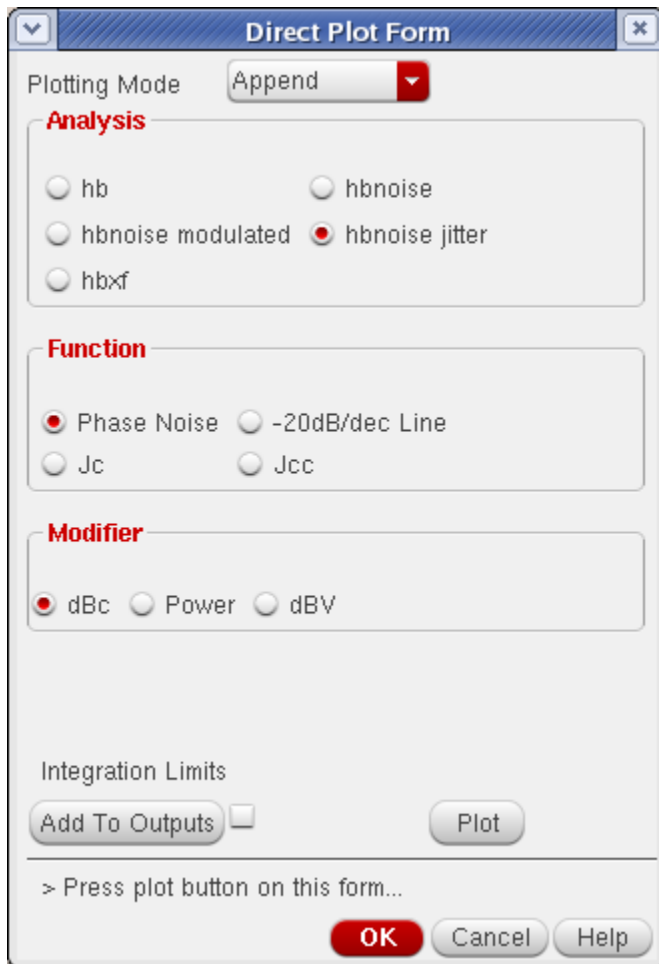 Direct Plot Form
Plotting Mode Append
Analysis
hb hbnoise
hbnoise modulated hbnoise jitter
hbxf
Function
Phase Noise -20dB/dec Line
Jc Jcc
Modifier
dBc Power dBV
Integration Limits
Add To Outputs Plot
> Press plot button on this form...
OK Cancel Help